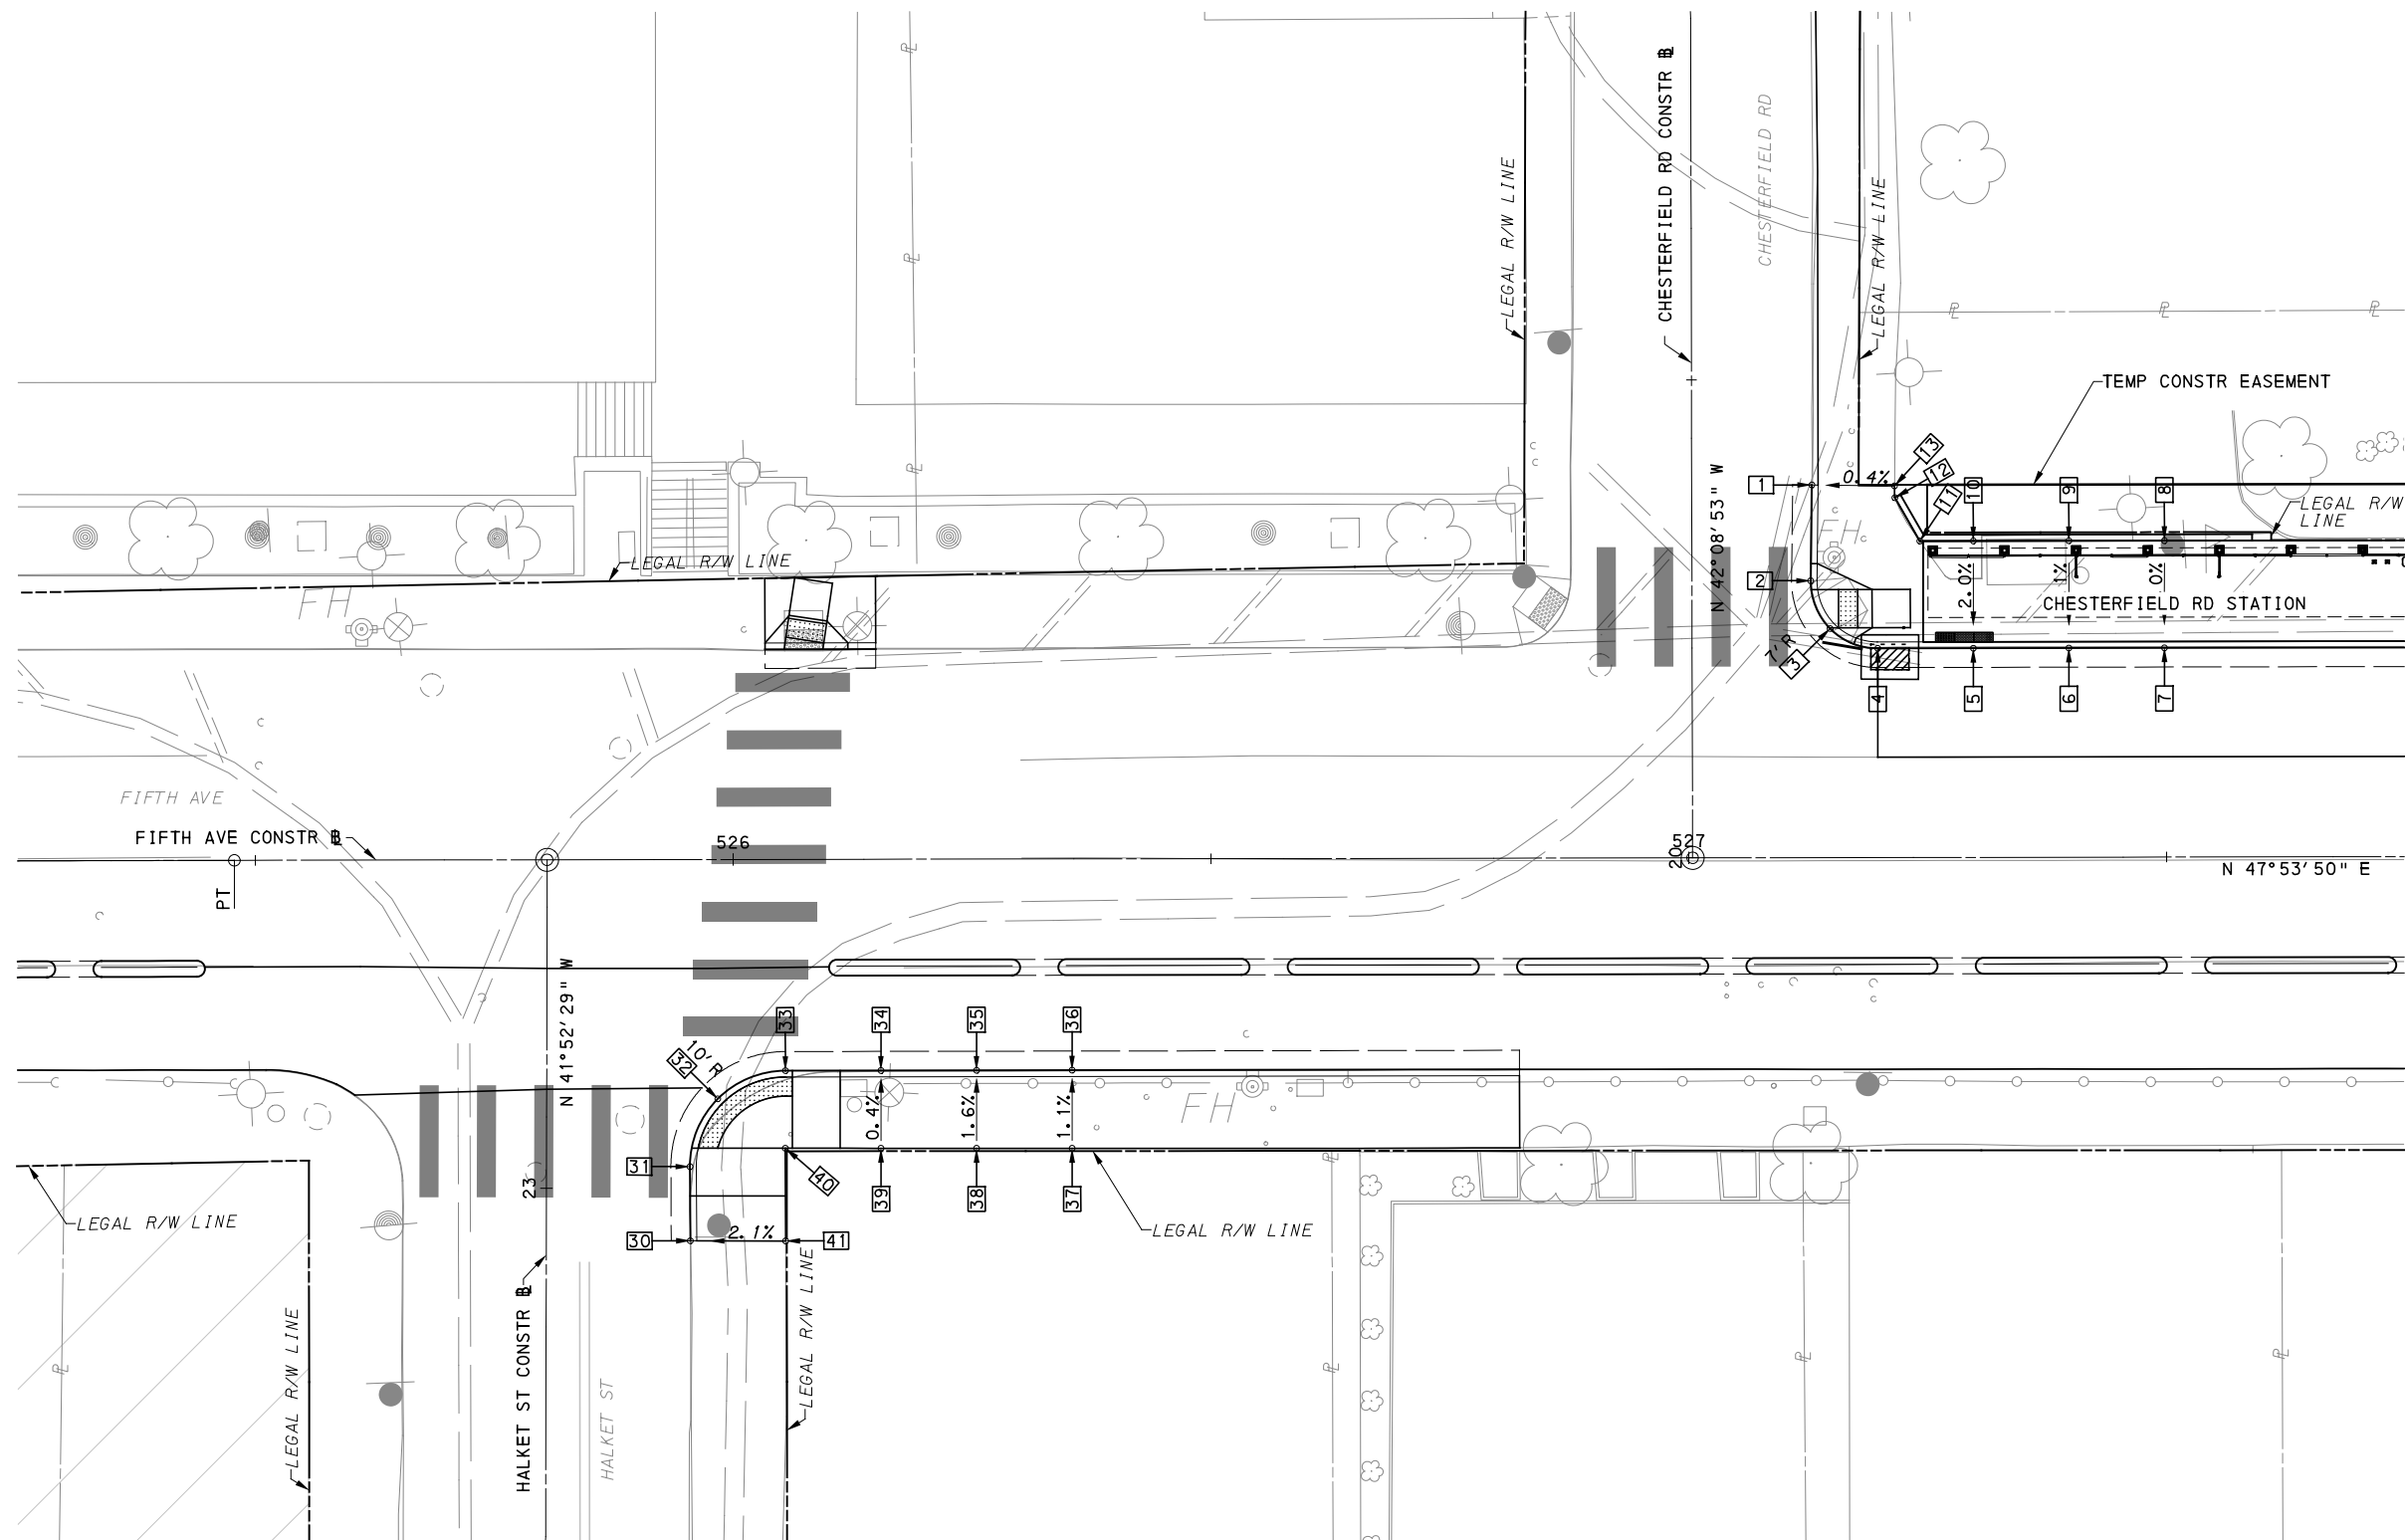 CHESTERFIELD RD CONSTR ℄
CHESTERFIELD RD
LEGAL R/W LINE
LEGAL R/W LINE
TEMP CONSTR EASEMENT
N 42°08'53" W
1
0.4%
13
12
11
10
9
8
LEGAL R/W
LINE
FH
2
LEGAL R/W LINE
FH
2.0%
1%
0%
CHESTERFIELD RD STATION
7'R
3
4
5
6
7
FIFTH AVE
FIFTH AVE CONSTR ℄
526
527
20
N 47°53'50" E
PT
N 41°52'29" W
33
34
35
36
10'R
32
0.4%
1.6%
1.1%
FH
31
40
23
39
38
37
LEGAL R/W LINE
LEGAL R/W LINE
30
2.1%
41
HALKET ST CONSTR ℄
HALKET ST
LEGAL R/W LINE
LEGAL R/W LINE